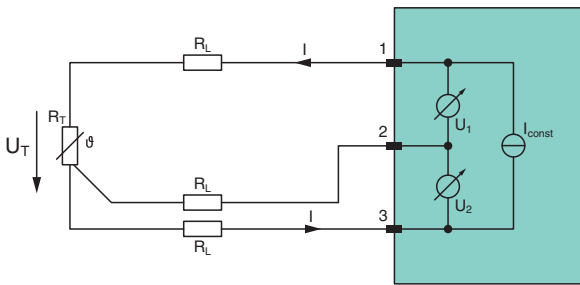 R_L I 1
R_T ϑ
U_T
U_1
I_const
2
R_L
U_2
I 3
R_L